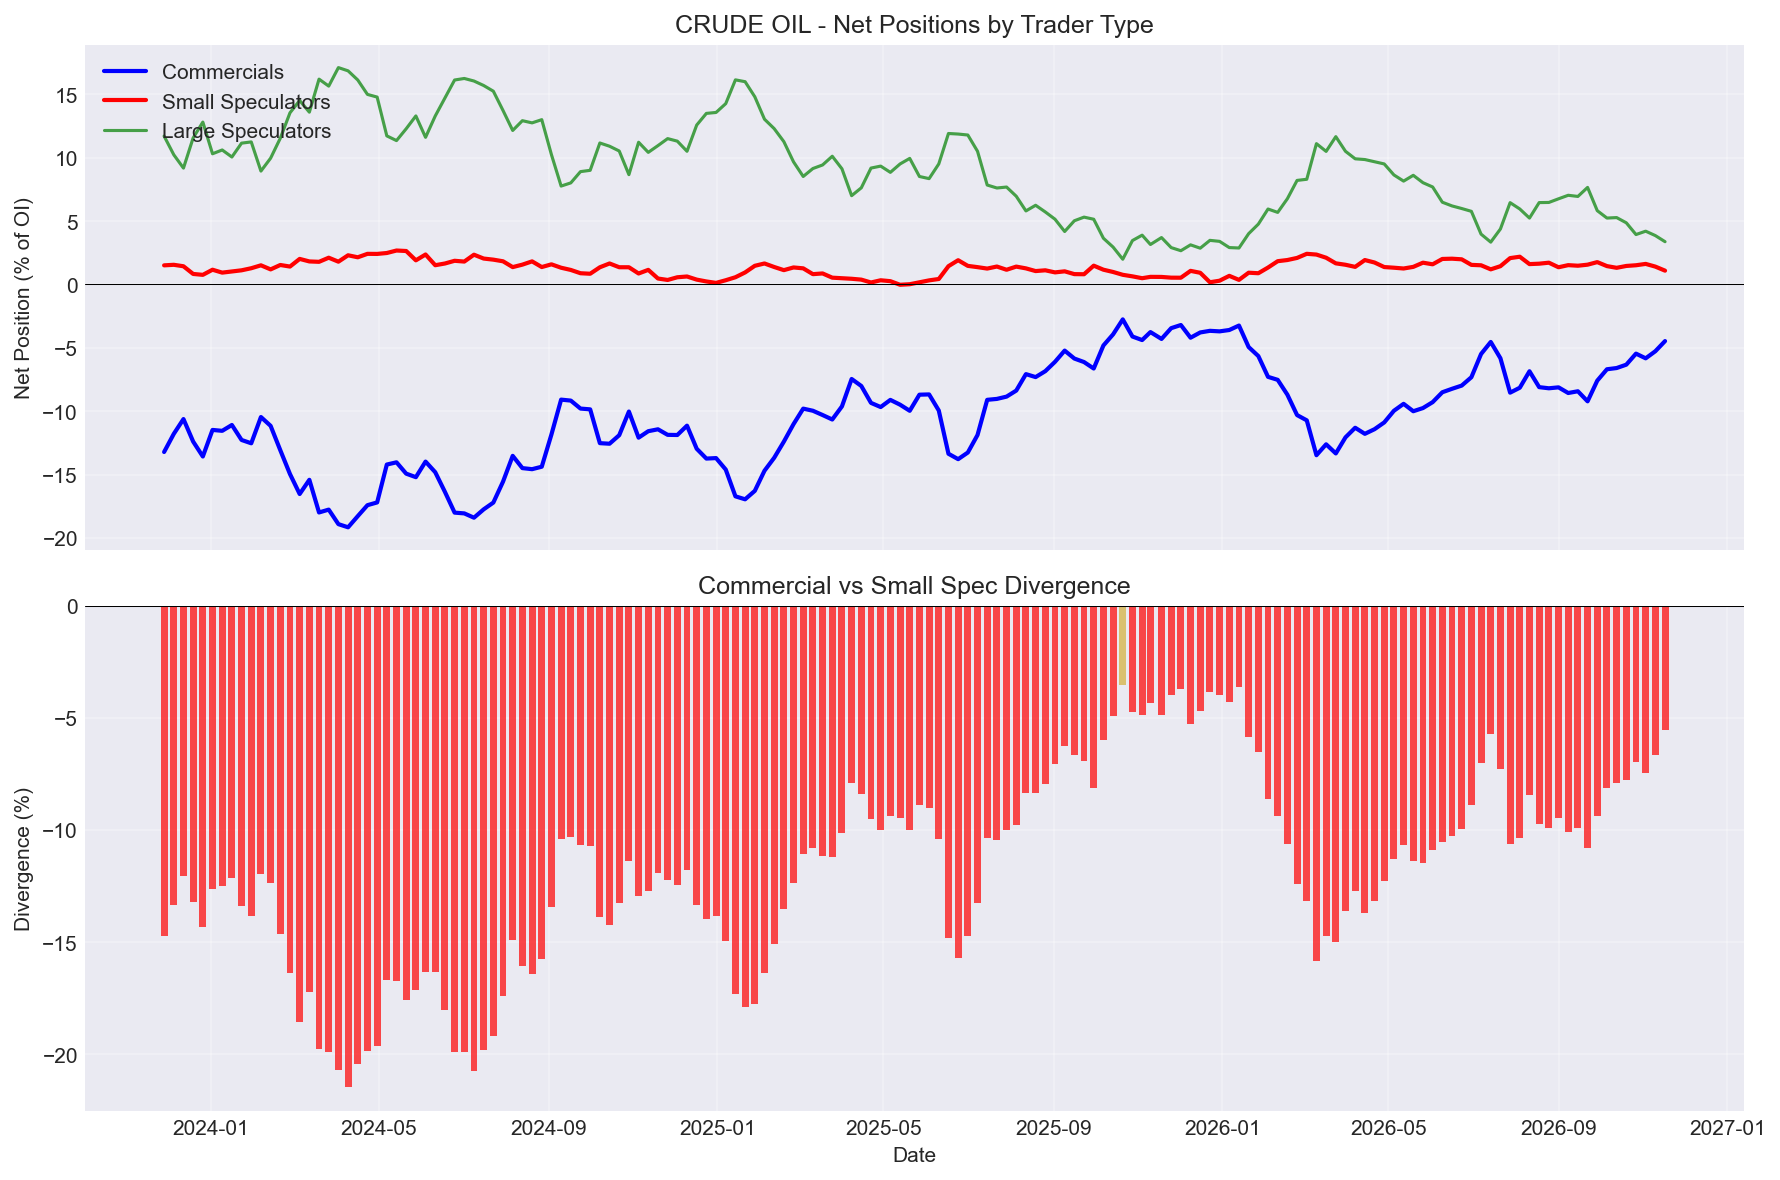 CRUDE OIL - Net Positions by Trader Type
Commercials
Small Speculators
Large Speculators
Net Position (% of OI)
15
10
5
0
−5
−10
−15
−20
Commercial vs Small Spec Divergence
Divergence (%)
0
−5
−10
−15
−20
2024-01 2024-05 2024-09 2025-01 2025-05 2025-09 2026-01 2026-05 2026-09 2027-01
Date